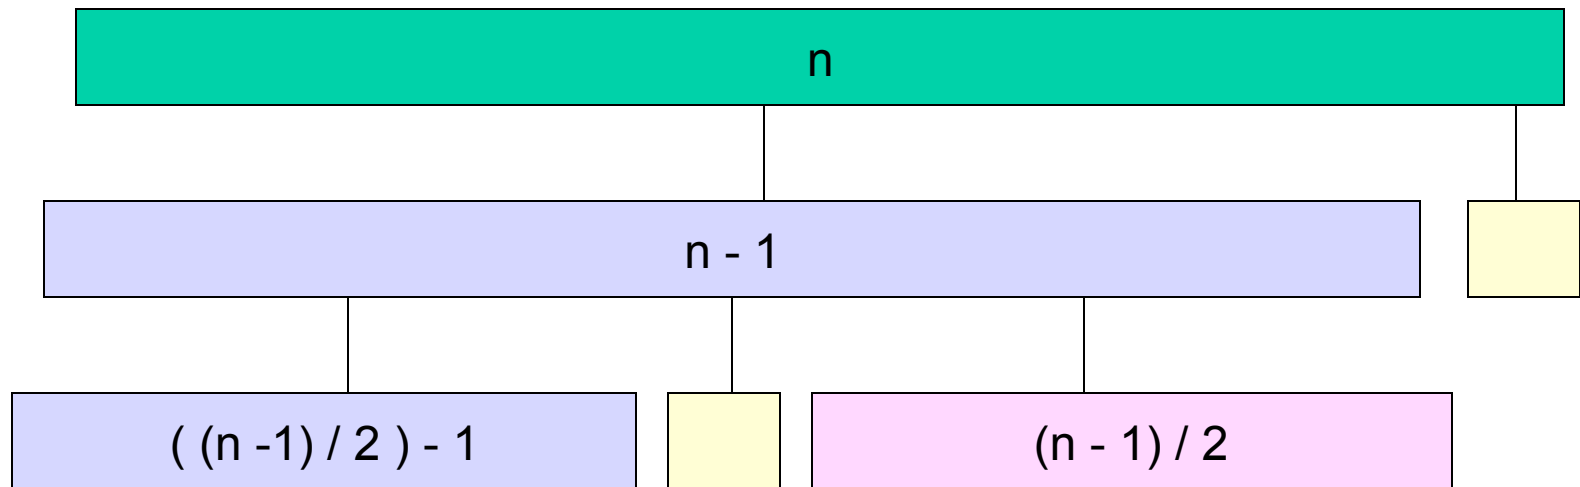 n
n - 1
( (n -1) / 2 ) - 1
(n - 1) / 2